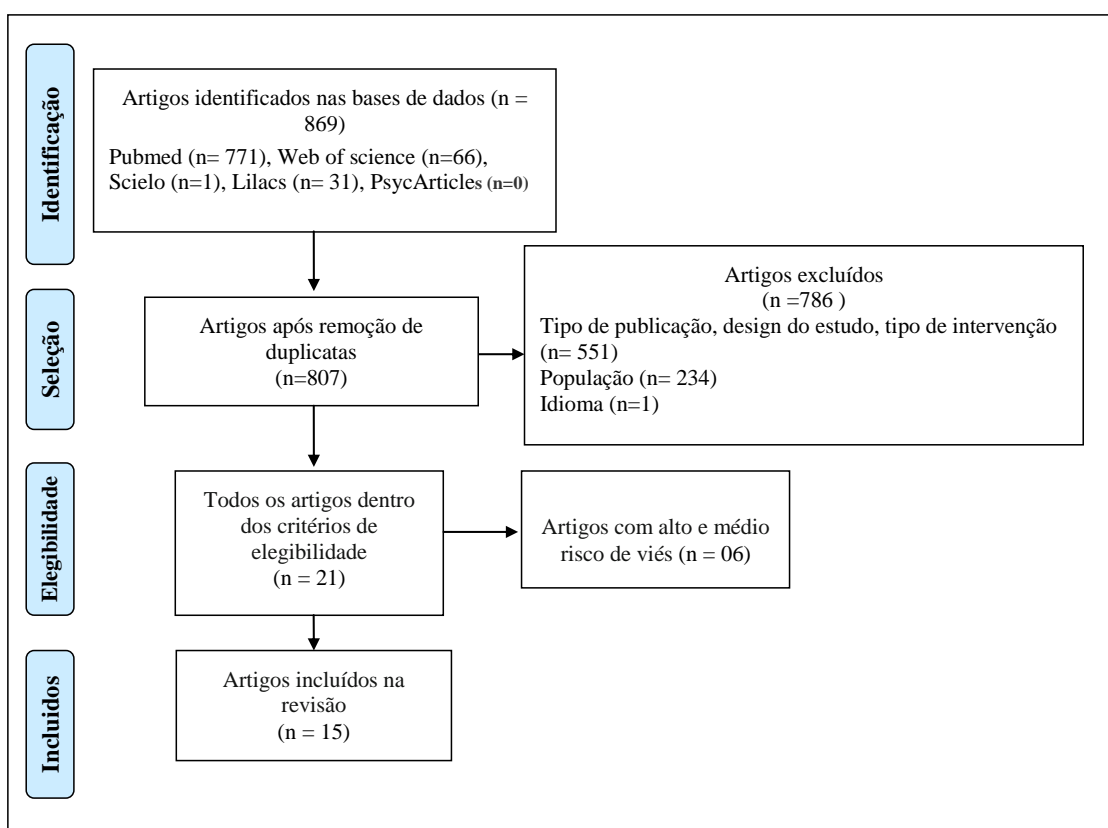 Identificação
Artigos identificados nas bases de dados (n =
869)
Pubmed (n= 771), Web of science (n=66),
Scielo (n=1), Lilacs (n= 31), PsycArticles (n=0)
Seleção
Artigos após remoção de
duplicatas
(n=807)
Artigos excluídos
(n =786 )
Tipo de publicação, design do estudo, tipo de intervenção
(n= 551)
População (n= 234)
Idioma (n=1)
Elegibilidade
Todos os artigos dentro
dos critérios de
elegibilidade
(n = 21)
Artigos com alto e médio
risco de viés (n = 06)
Incluidos
Artigos incluídos na
revisão
(n = 15)